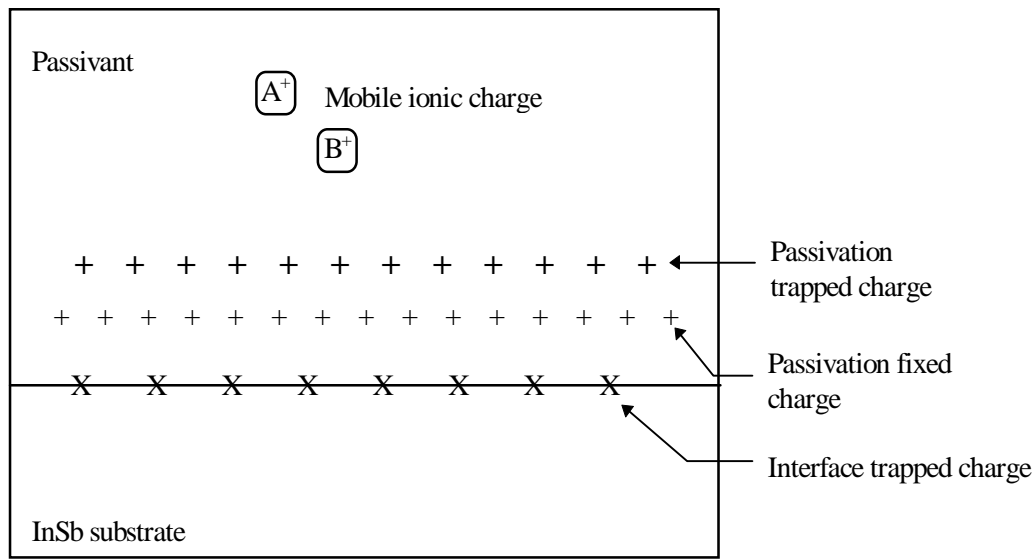 Passivant
A+
Mobile ionic charge
B+
+ + + + + + + + + + + +
Passivation
trapped charge
+ + + + + + + + + + + + + + +
Passivation fixed
charge
X X X X X X X X
Interface trapped charge
InSb substrate